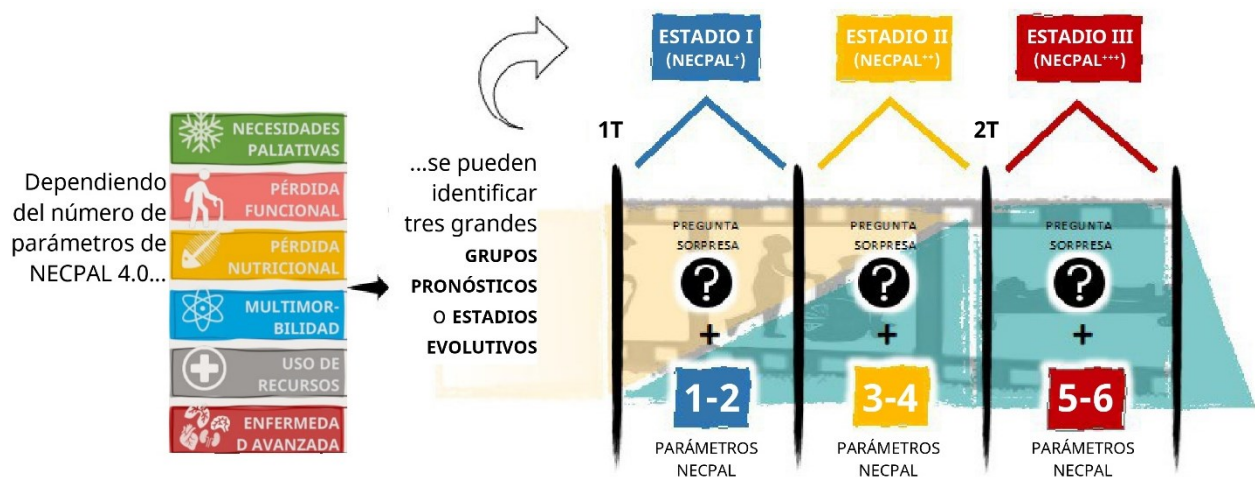 Dependiendo
del número de
parámetros de
NECPAL 4.0...
NECESIDADES
PALIATIVAS
PÉRDIDA
FUNCIONAL
PÉRDIDA
NUTRICIONAL
MULTIMOR-
BILIDAD
USO DE
RECURSOS
ENFERMEDA
D AVANZADA
...se pueden
identificar
tres grandes
GRUPOS
PRONÓSTICOS
O ESTADIOS
EVOLUTIVOS
ESTADIO I
(NECPAL⁺)
ESTADIO II
(NECPAL⁺⁺)
ESTADIO III
(NECPAL⁺⁺⁺)
1T
2T
PREGUNTA
SORPRESA
?
+
1-2
PARÁMETROS
NECPAL
PREGUNTA
SORPRESA
?
+
3-4
PARÁMETROS
NECPAL
PREGUNTA
SORPRESA
?
+
5-6
PARÁMETROS
NECPAL